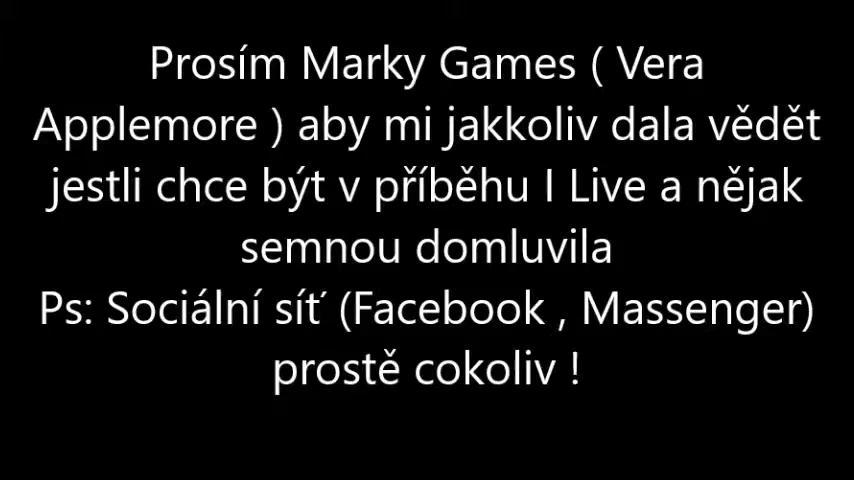 Prosím Marky Games ( Vera
Applemore ) aby mi jakkoliv dala vědět
jestli chce být v příběhu I Live a nějak
semnou domluvila
Ps: Sociální síť (Facebook , Massenger)
prostě cokoliv !